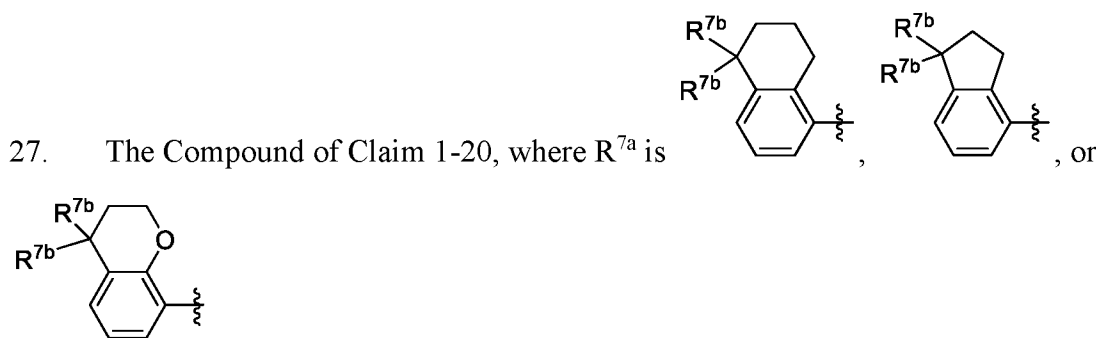 R7b
R7b
R7b
R7b
27. The Compound of Claim 1-20, where R7a is , , or
R7b
R7b
O